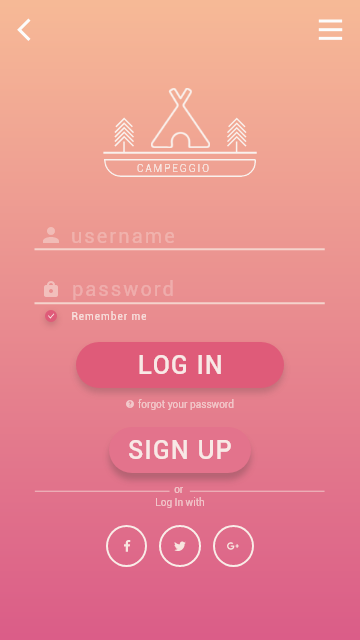 CAMPEGGIO
username
password
Remember me
LOG IN
forgot your password
SIGN UP
or
Log In with
G+